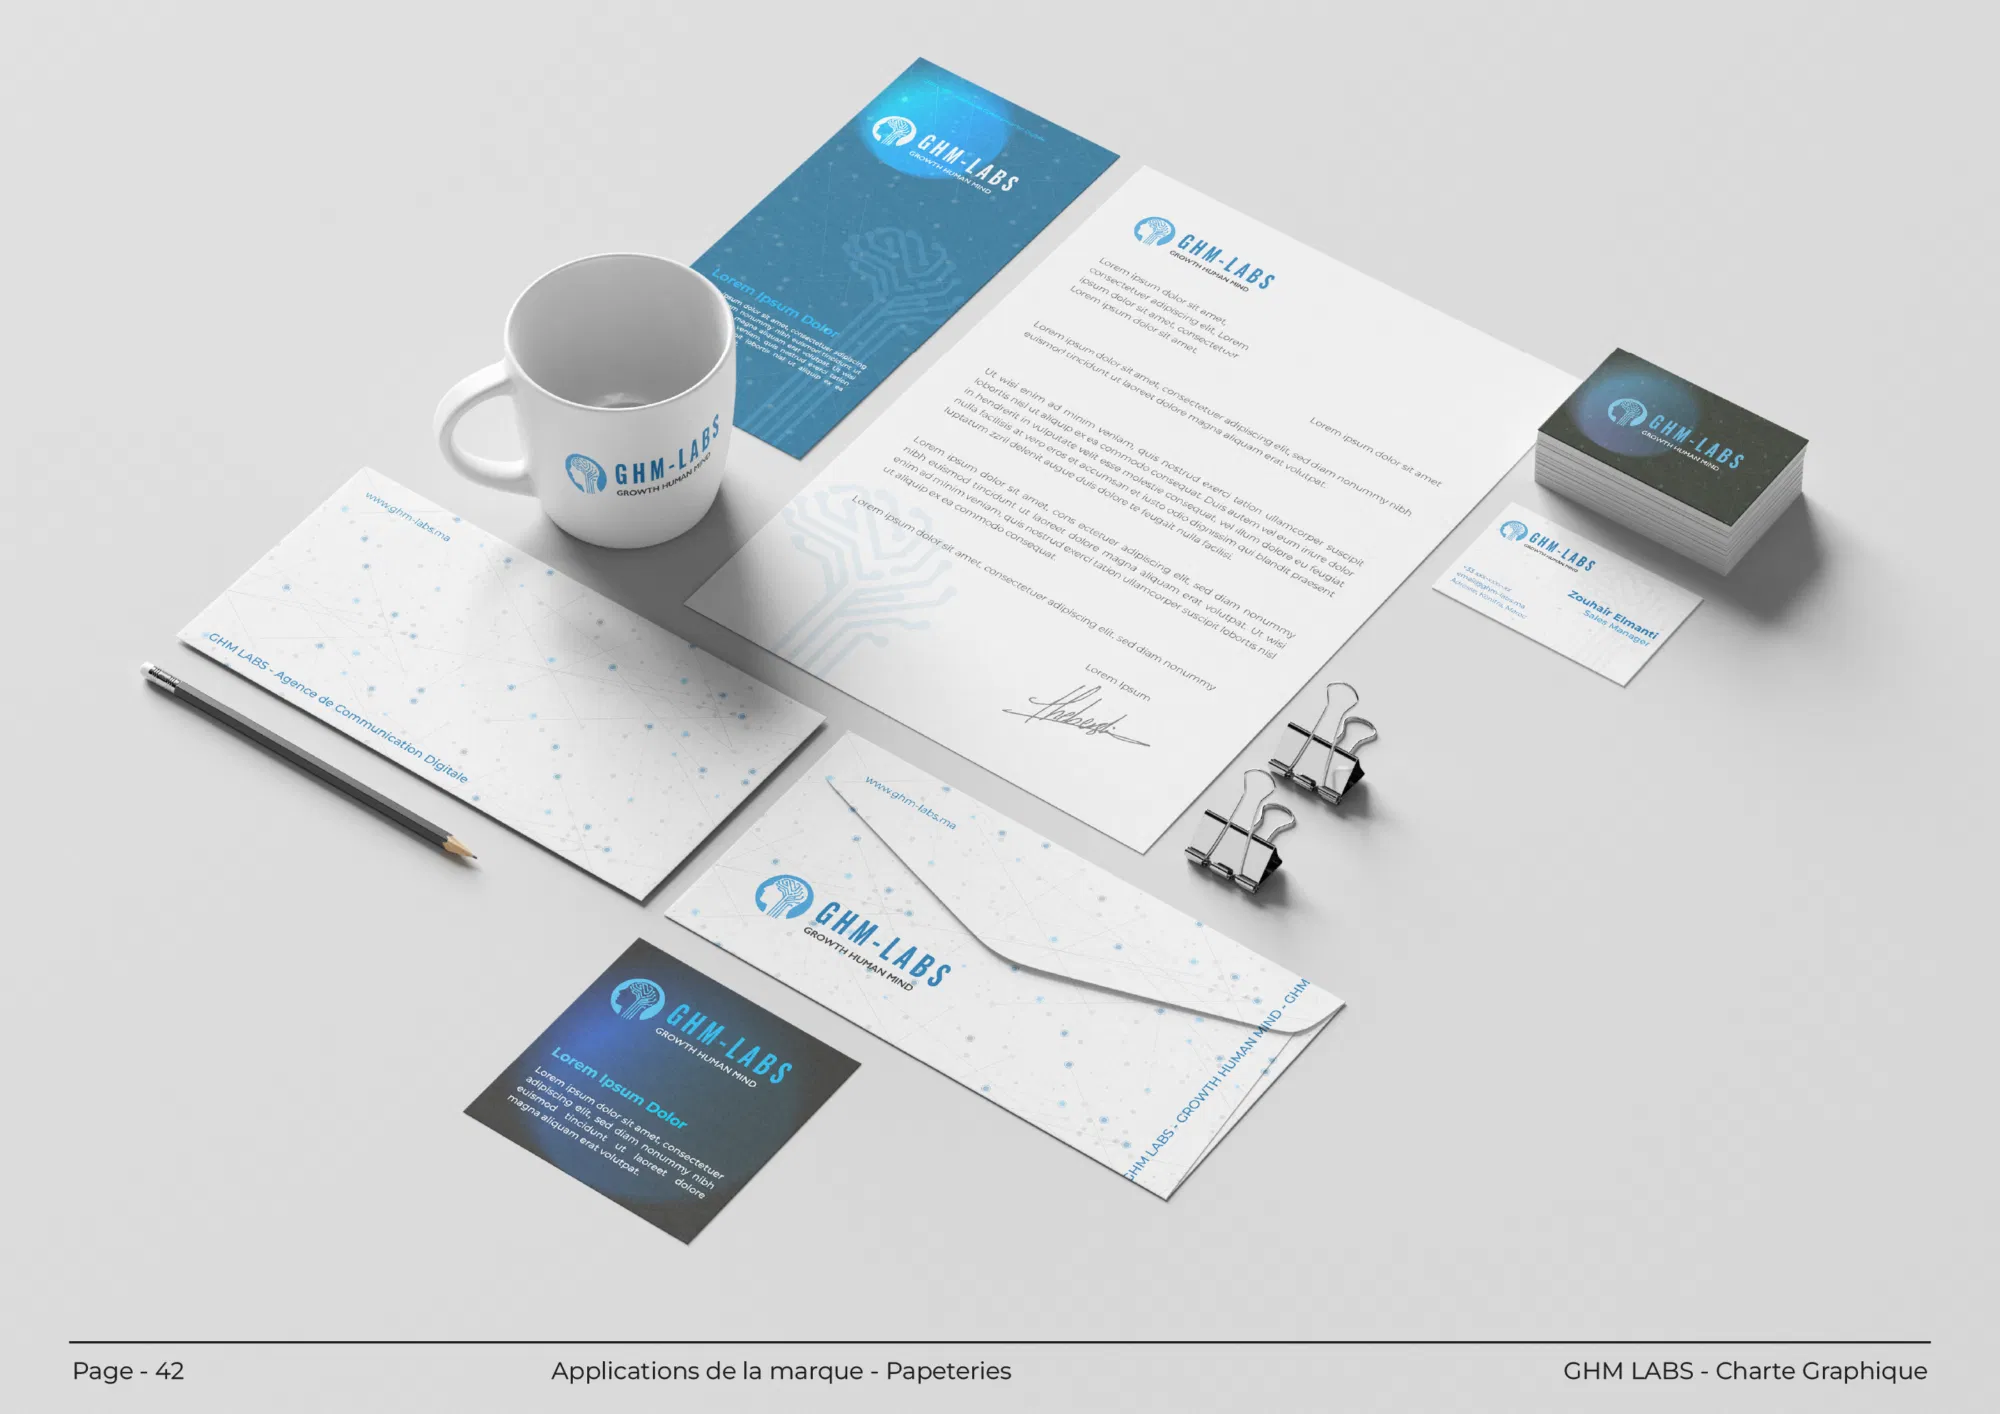 GHM-LABS
GROWTH HUMAN MIND
Lorem Ipsum Dolor
GHM-LABS
GROWTH HUMAN MIND
Lorem ipsum dolor sit amet,
consectetuer adipiscing elit, Lorem
ipsum dolor sit amet, consectetuer
Lorem ipsum dolor sit amet,
Lorem ipsum dolor sit amet
Lorem ipsum dolor sit amet, consectetuer adipiscing elit, sed diam nonummy nibh
euismod tincidunt ut laoreet dolore magna aliquam erat volutpat.
Ut wisi enim ad minim veniam, quis nostrud exerci tation ullamcorper suscipit
lobortis nisl ut aliquip ex ea commodo consequat. Duis autem vel eum iriure dolor
in hendrerit in vulputate velit esse molestie consequat, vel illum dolore eu feugiat
nulla facilisis at vero eros et accumsan et iusto odio dignissim qui blandit praesent
luptatum zzril delenit augue duis dolore te feugait nulla facilisi.
Lorem ipsum dolor sit amet, cons ectetuer adipiscing elit, sed diam nonummy
nibh euismod tincidunt ut laoreet dolore magna aliquam erat volutpat. Ut wisi
enim ad minim veniam, quis nostrud exerci tation ullamcorper suscipit lobortis nisl
ut aliquip ex ea commodo consequat.
Lorem ipsum dolor sit amet, consectetuer adipiscing elit, sed diam nonummy
Lorem Ipsum
GHM-LABS
GROWTH HUMAN MIND
GHM-LABS
GROWTH HUMAN MIND
GHM-LABS
Zouhair Elmanti
Sales Manager
www.ghm-labs.ma
GHM LABS - Agence de Communication Digitale
www.ghm-labs.ma
GHM-LABS
GROWTH HUMAN MIND
GHM LABS - GROWTH HUMAN MIND - GHM
GHM-LABS
GROWTH HUMAN MIND
Lorem Ipsum Dolor
Lorem ipsum dolor sit amet, consectetuer
adipiscing elit, sed diam nonummy nibh
euismod tincidunt ut laoreet dolore
magna aliquam erat volutpat.
Page - 42
Applications de la marque - Papeteries
GHM LABS - Charte Graphique